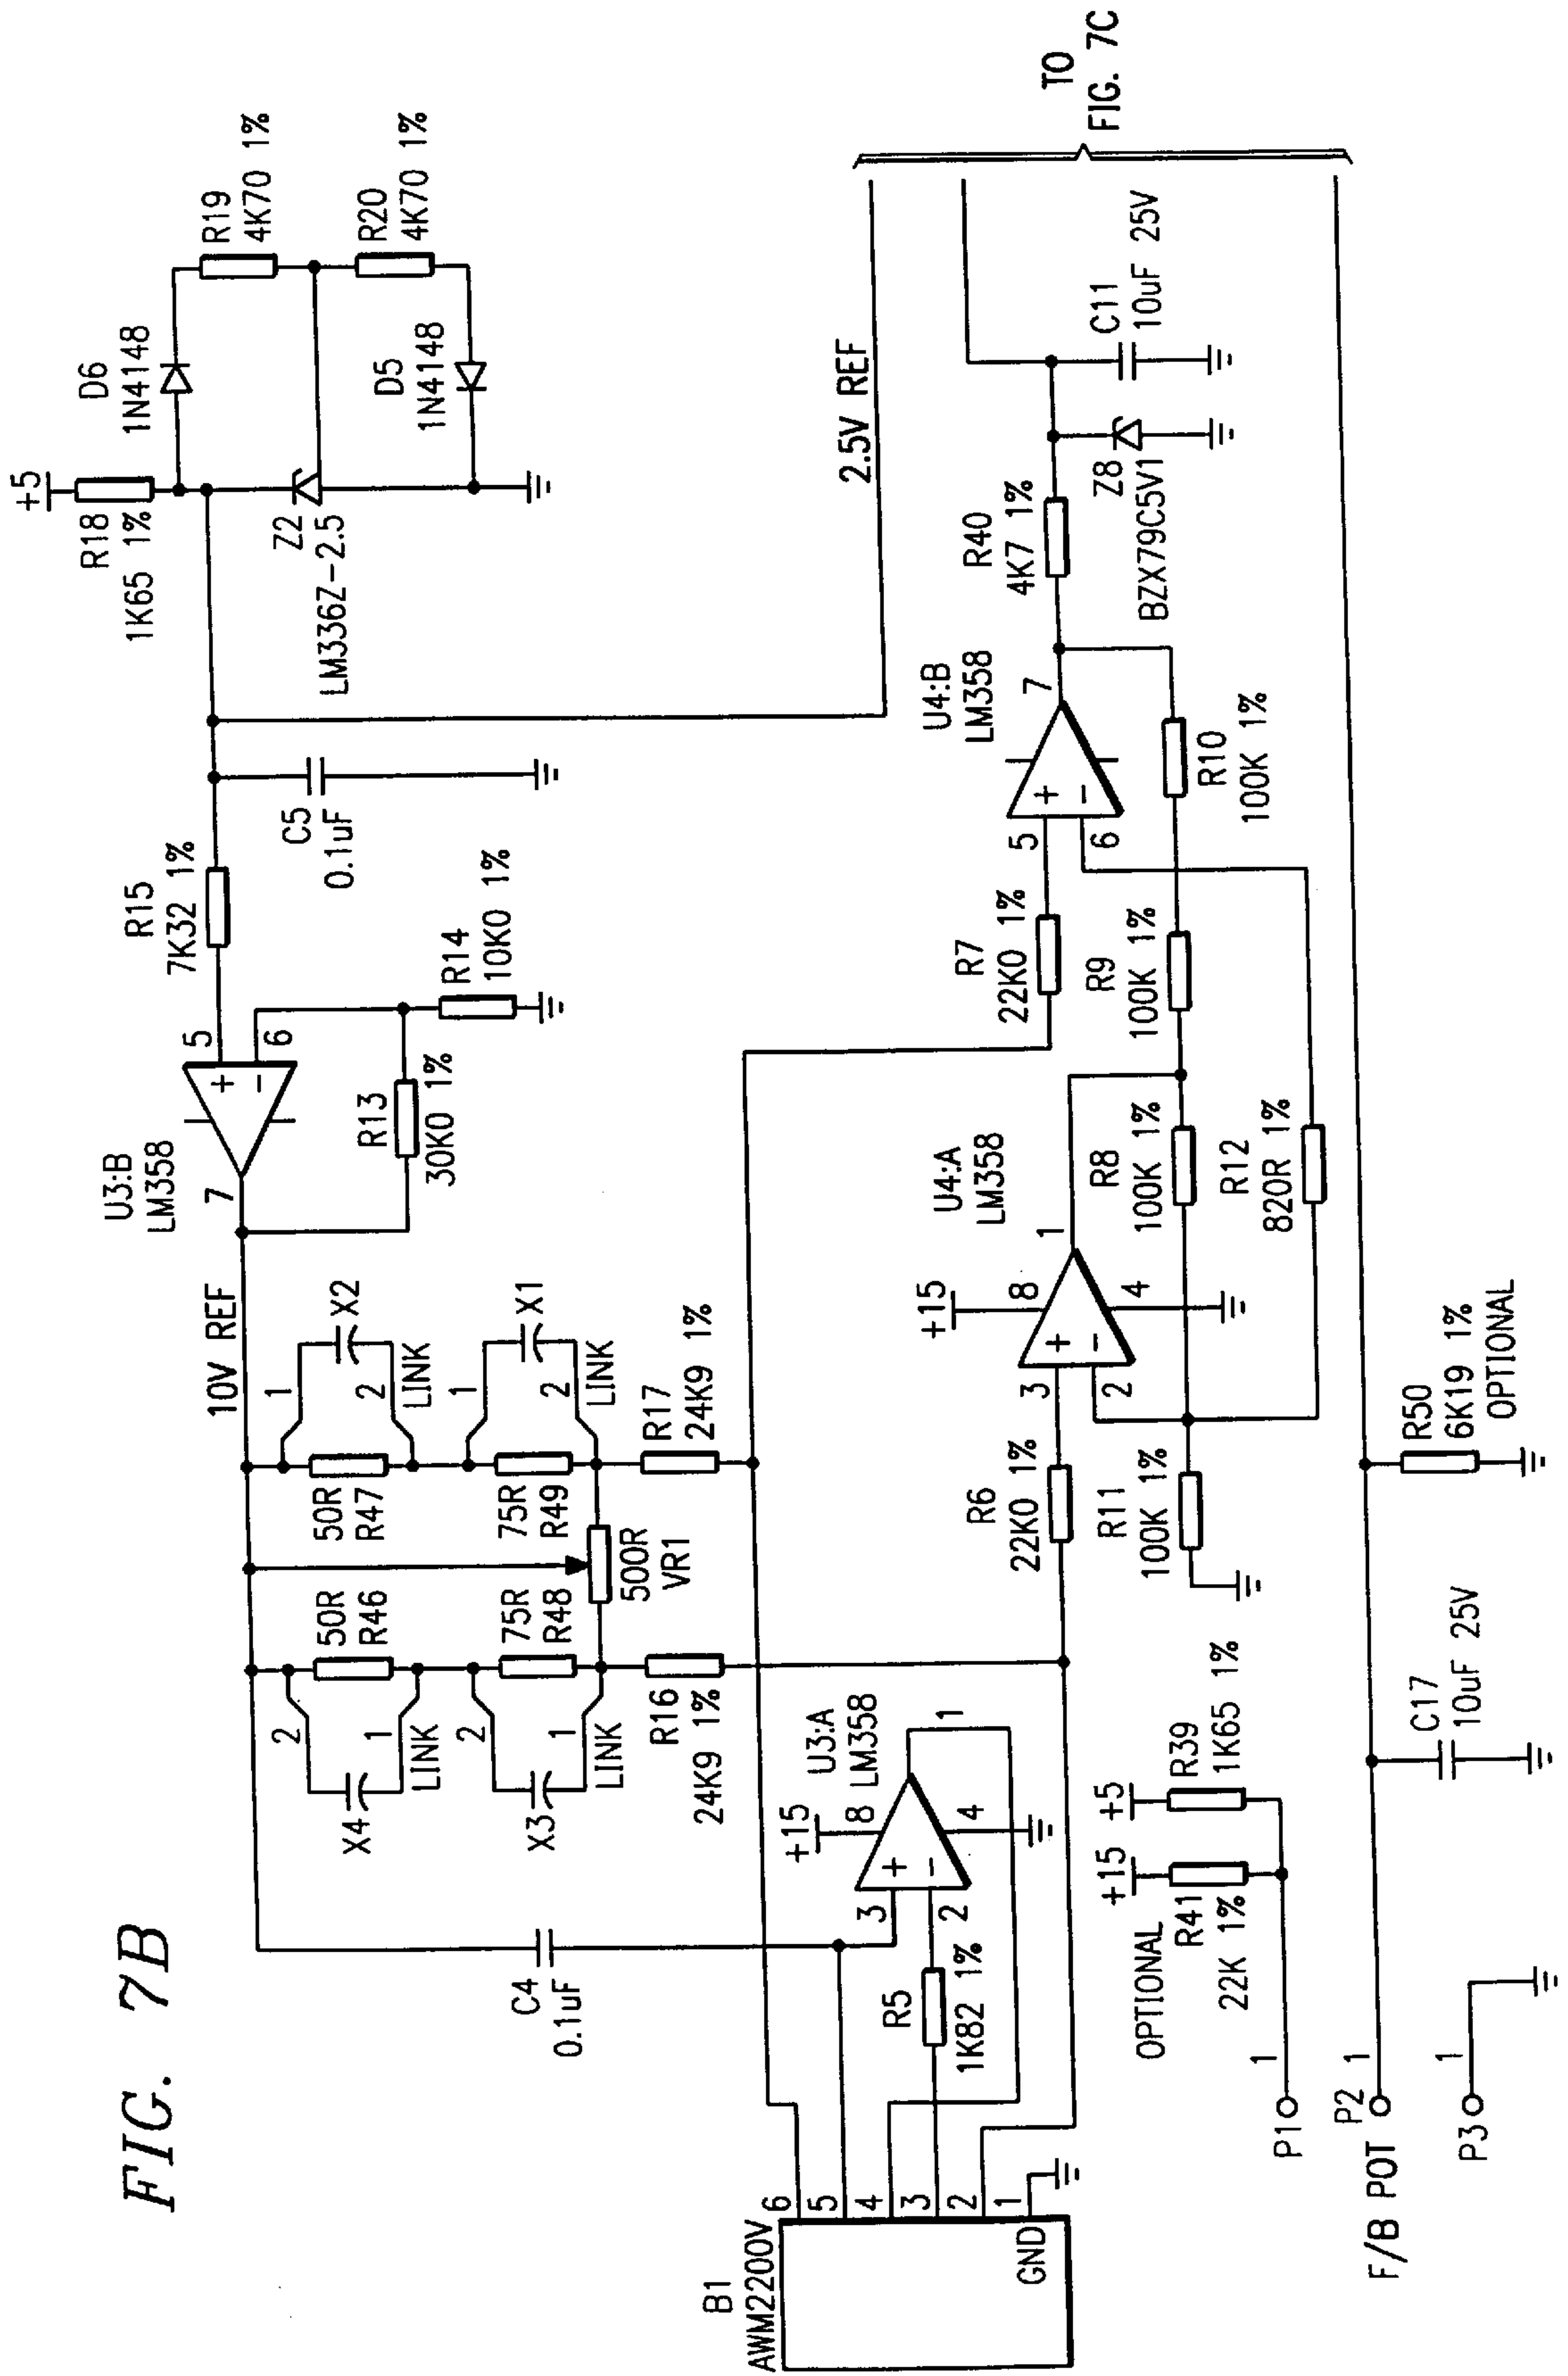 FIG. 7B
+5
R18
1K65 1%
D6
1N4148
R19
4K70 1%
Z2
LM336Z-2.5
D5
1N4148
R20
4K70 1%
R15
7K32 1%
C5
0.1uF
U3:B
LM358
5
6
7
+
−
R13
30K0 1%
R14
10K0 1%
10V REF
2.5V REF
TO
FIG. 7C
X2
1
2
LINK
50R
R47
X1
1
2
LINK
75R
R49
R17
24K9 1%
500R
VR1
X4
2
1
LINK
50R
R46
X3
2
1
LINK
75R
R48
R16
24K9 1%
C4
0.1uF
U3:A
LM358
+15
8
4
3
2
1
+
−
R5
1K82 1%
B1
AWM2200V
6
5
4
3
2
1
GND
R6
22K0 1%
R11
100K 1%
U4:A
LM358
+15
8
4
3
2
1
+
−
R8
100K 1%
R12
820R 1%
R7
22K0 1%
R9
100K 1%
U4:B
LM358
5
6
7
+
−
R10
100K 1%
R40
4K7 1%
Z8
BZX79C5V1
C11
10uF 25V
OPTIONAL
+15
R41
22K 1%
+5
R39
1K65 1%
P1
1
F/B POT
P2
1
P3
1
C17
10uF 25V
R50
6K19 1%
OPTIONAL